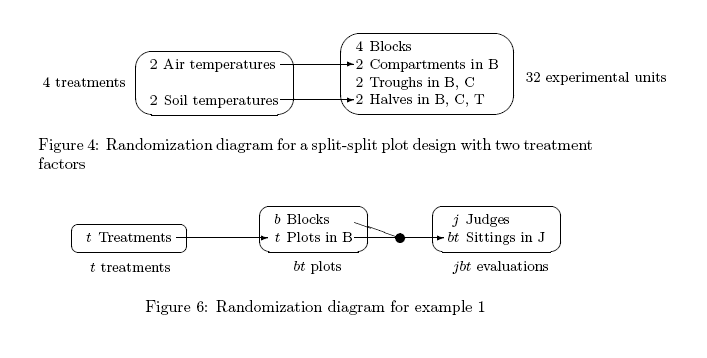 4 treatments
2 Air temperatures
2 Soil temperatures
4 Blocks
2 Compartments in B
2 Troughs in B, C
2 Halves in B, C, T
32 experimental units
Figure 4: Randomization diagram for a split-split plot design with two treatment
factors
t Treatments
t treatments
b Blocks
t Plots in B
bt plots
j Judges
bt Sittings in J
jbt evaluations
Figure 6: Randomization diagram for example 1